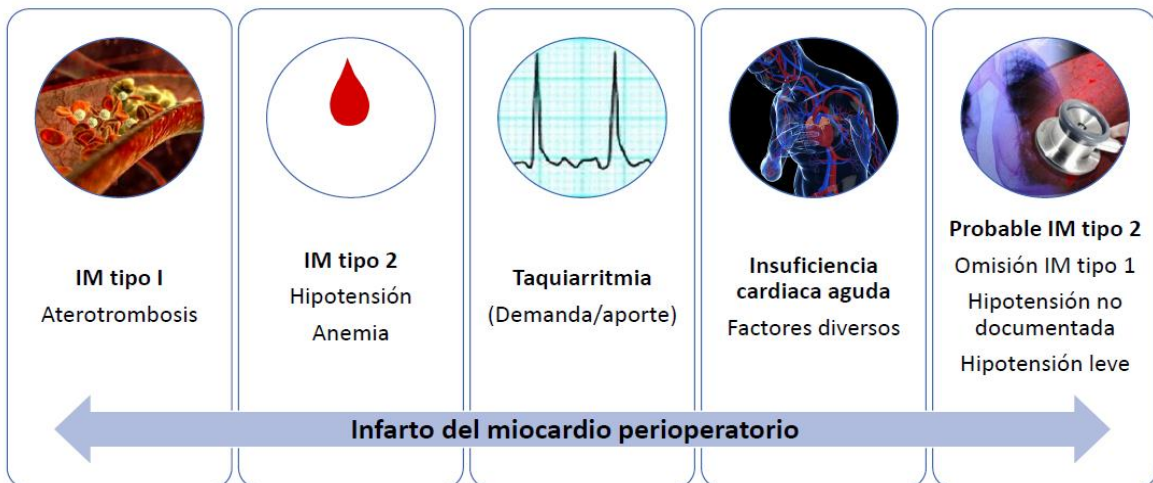 IM tipo I
Aterotrombosis
IM tipo 2
Hipotensión
Anemia
Taquiarritmia
(Demanda/aporte)
Insuficiencia
cardiaca aguda
Factores diversos
Probable IM tipo 2
Omisión IM tipo 1
Hipotensión no
documentada
Hipotensión leve
Infarto del miocardio perioperatorio